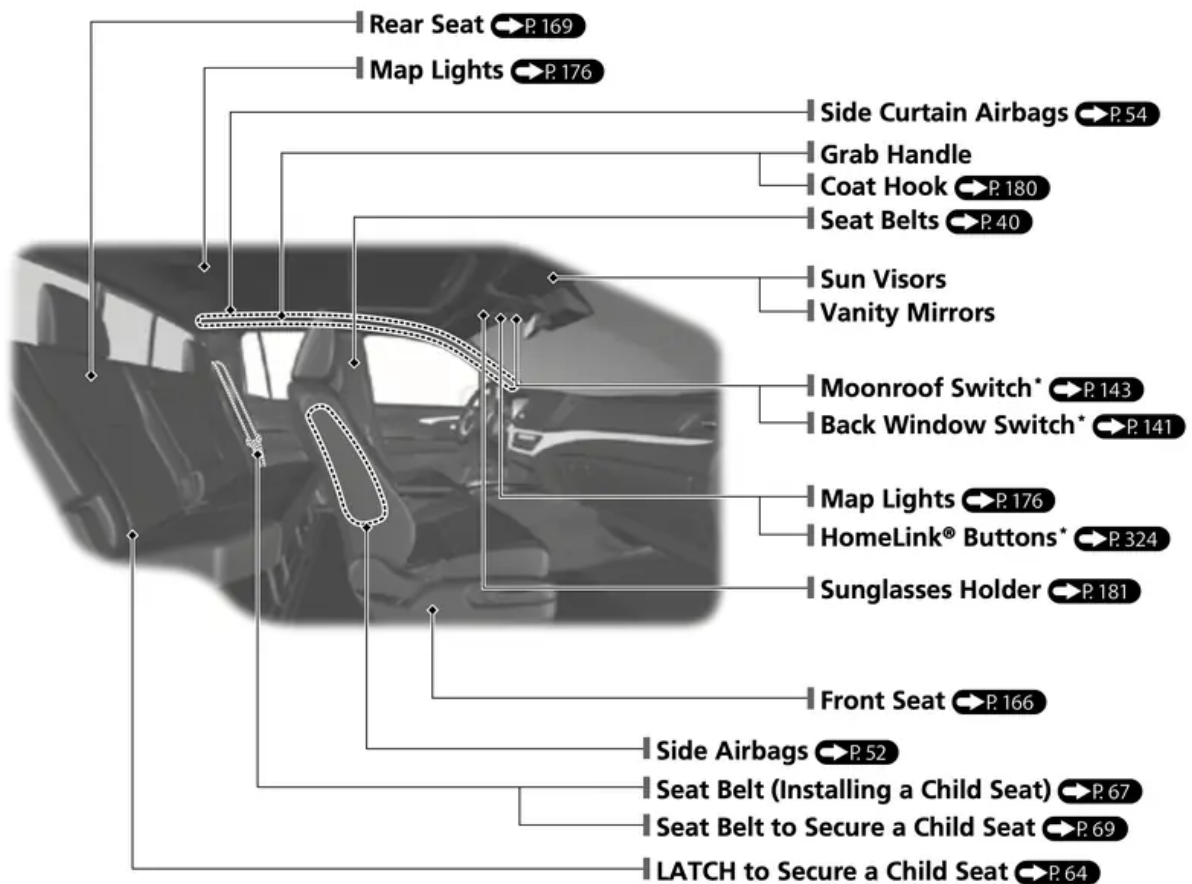 Rear Seat P. 169
Map Lights P. 176
Side Curtain Airbags P. 54
Grab Handle
Coat Hook P. 180
Seat Belts P. 40
Sun Visors
Vanity Mirrors
Moonroof Switch* P. 143
Back Window Switch* P. 141
Map Lights P. 176
HomeLink® Buttons* P. 324
Sunglasses Holder P. 181
Front Seat P. 166
Side Airbags P. 52
Seat Belt (Installing a Child Seat) P. 67
Seat Belt to Secure a Child Seat P. 69
LATCH to Secure a Child Seat P. 64